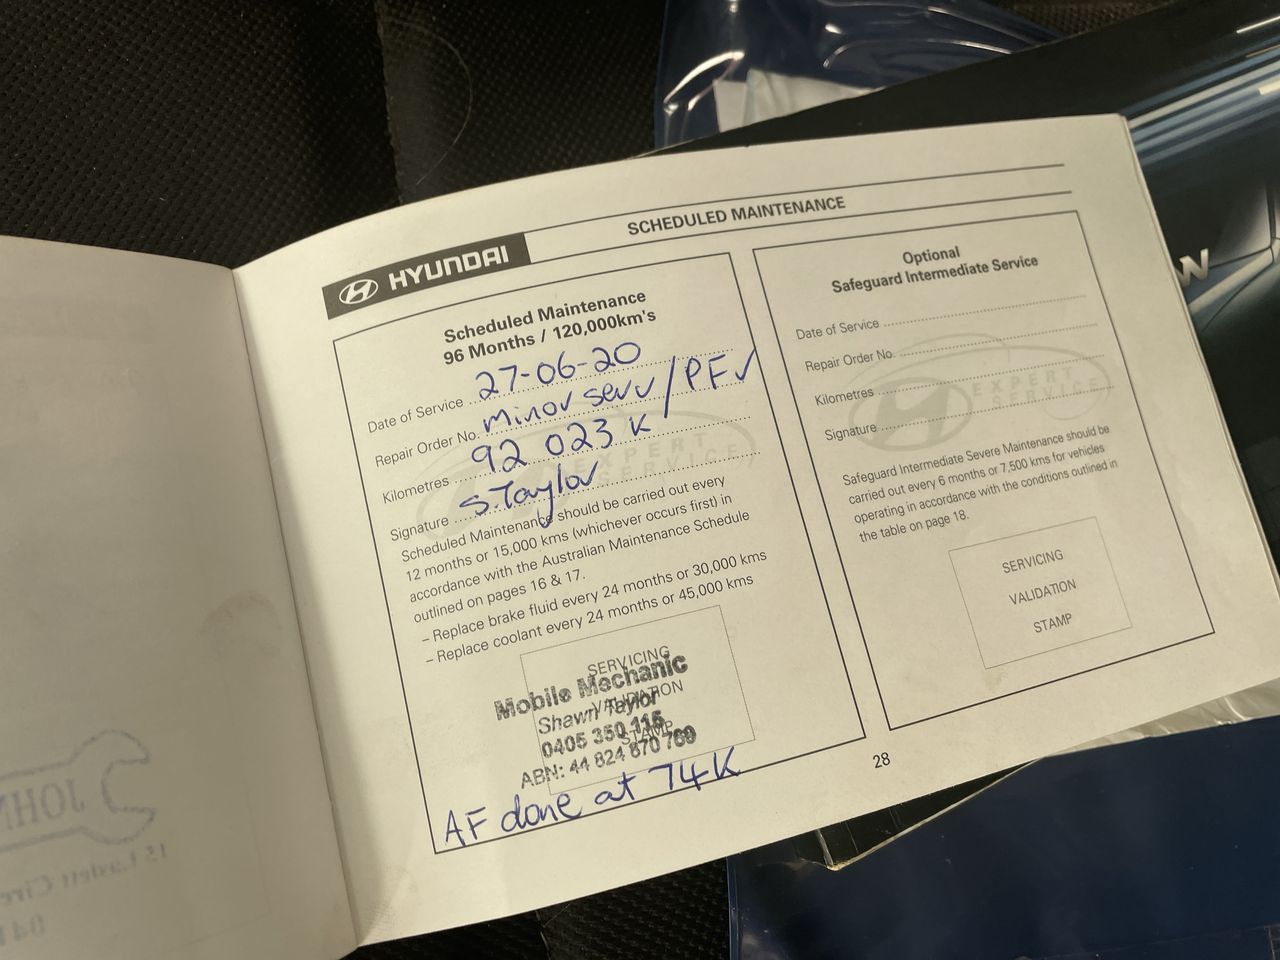 HYUNDAI
SCHEDULED MAINTENANCE
Scheduled Maintenance
96 Months / 120,000km's
Date of Service 27-06-20
Repair Order No. minor serv / PF ✓
Kilometres 92 023 K
Signature S.Taylor
Scheduled Maintenance should be carried out every
12 months or 15,000 kms (whichever occurs first) in
accordance with the Australian Maintenance Schedule
outlined on pages 16 & 17.
– Replace brake fluid every 24 months or 30,000 kms
– Replace coolant every 24 months or 45,000 kms
SERVICING
VALIDATION
STAMP
Mobile Mechanic
Shawn Taylor
0405 350 116
ABN: 44 824 870 769
AF done at 74K
Optional
Safeguard Intermediate Service
Date of Service
Repair Order No.
Kilometres
Signature
EXPERT
SERVICE
Safeguard Intermediate Severe Maintenance should be
carried out every 6 months or 7,500 kms for vehicles
operating in accordance with the conditions outlined in
the table on page 18.
SERVICING
VALIDATION
STAMP
28